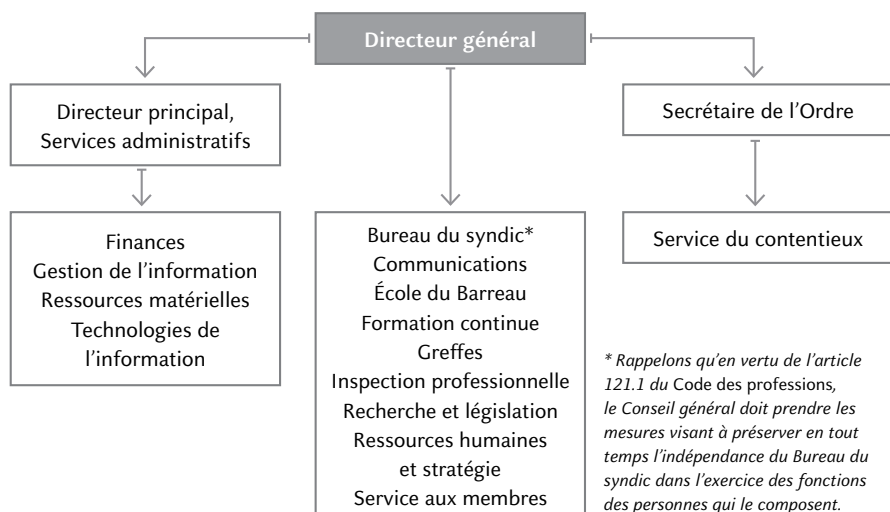 Directeur général
Directeur principal,
Services administratifs
Secrétaire de l'Ordre
Finances
Gestion de l'information
Ressources matérielles
Technologies de
l'information
Bureau du syndic*
Communications
École du Barreau
Formation continue
Greffes
Inspection professionnelle
Recherche et législation
Ressources humaines
et stratégie
Service aux membres
Service du contentieux
* Rappelons qu'en vertu de l'article
121.1 du Code des professions,
le Conseil général doit prendre les
mesures visant à préserver en tout
temps l'indépendance du Bureau du
syndic dans l'exercice des fonctions
des personnes qui le composent.